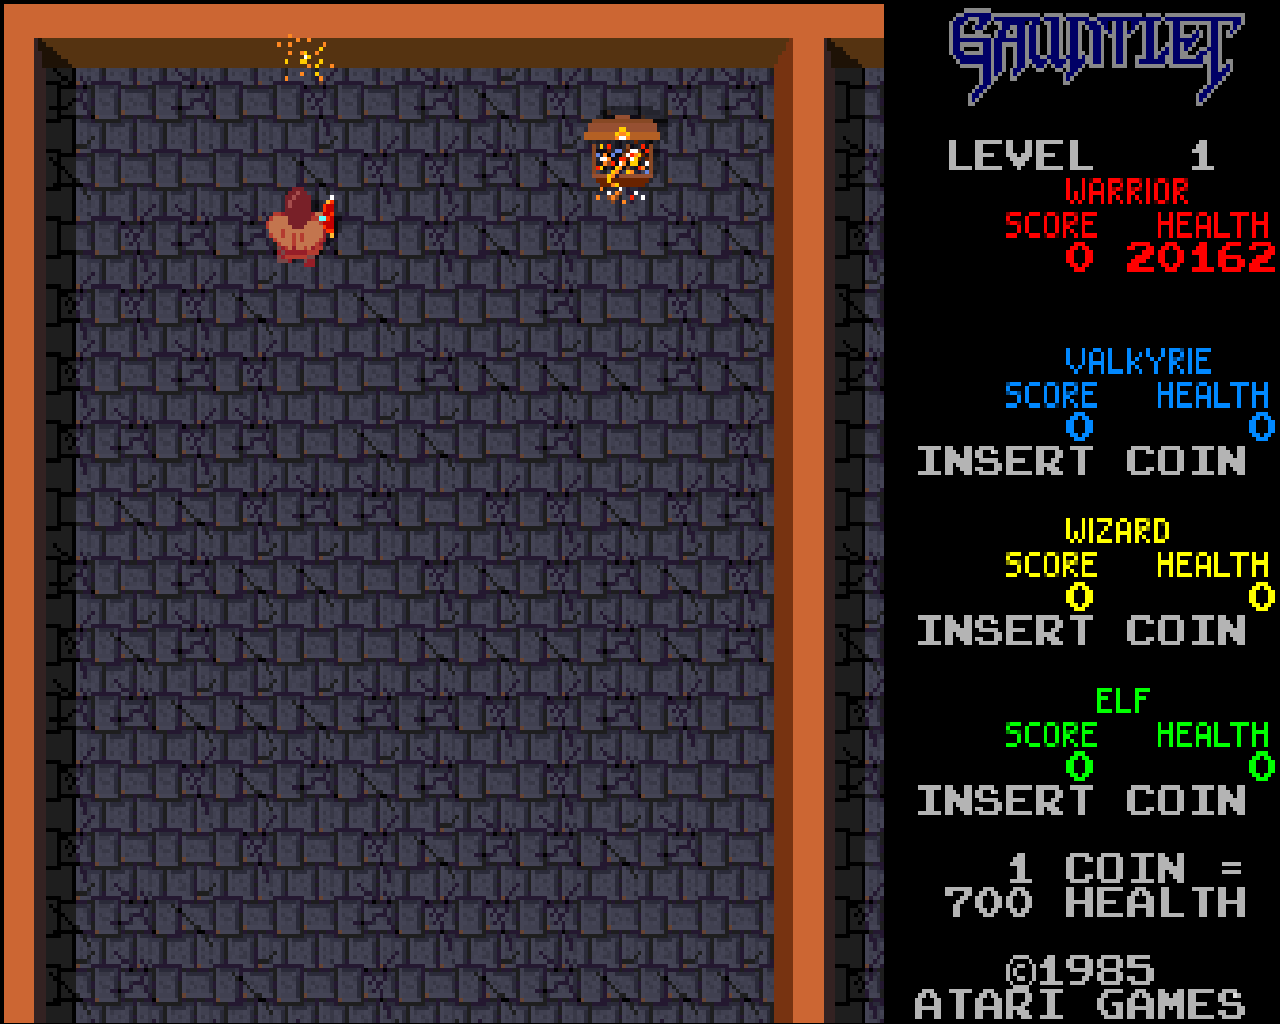 GAUNTLET
LEVEL 1
WARRIOR
SCORE HEALTH
0 20162
VALKYRIE
SCORE HEALTH
0 0
INSERT COIN
WIZARD
SCORE HEALTH
0 0
INSERT COIN
ELF
SCORE HEALTH
0 0
INSERT COIN
1 COIN =
700 HEALTH
©1985
ATARI GAMES